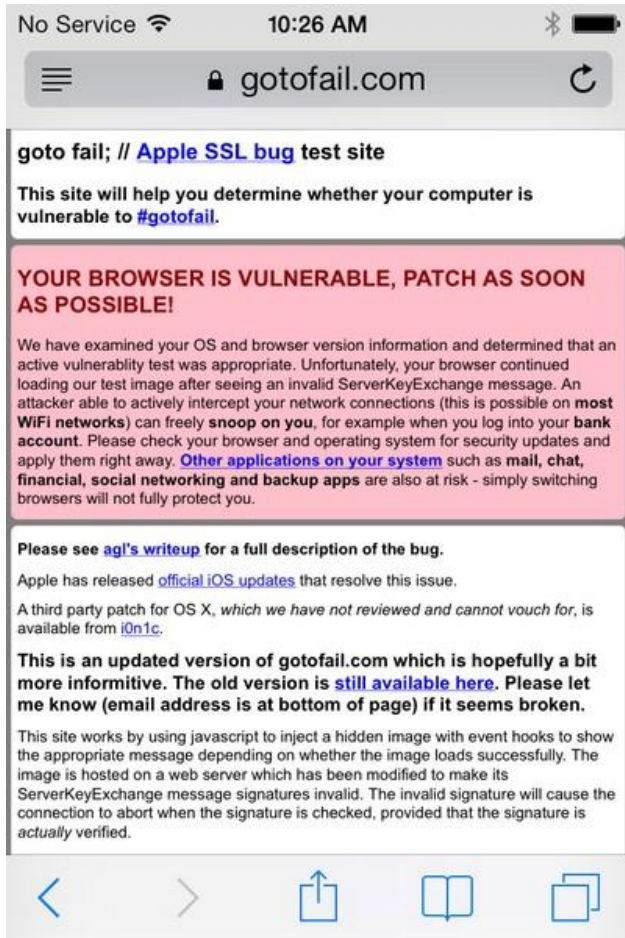 No Service 10:26 AM
gotofail.com
goto fail; // Apple SSL bug test site
This site will help you determine whether your computer is
vulnerable to #gotofail.
YOUR BROWSER IS VULNERABLE, PATCH AS SOON
AS POSSIBLE!
We have examined your OS and browser version information and determined that an
active vulnerablity test was appropriate. Unfortunately, your browser continued
loading our test image after seeing an invalid ServerKeyExchange message. An
attacker able to actively intercept your network connections (this is possible on most
WiFi networks) can freely snoop on you, for example when you log into your bank
account. Please check your browser and operating system for security updates and
apply them right away. Other applications on your system such as mail, chat,
financial, social networking and backup apps are also at risk - simply switching
browsers will not fully protect you.
Please see agl's writeup for a full description of the bug.
Apple has released official iOS updates that resolve this issue.
A third party patch for OS X, which we have not reviewed and cannot vouch for, is
available from i0n1c.
This is an updated version of gotofail.com which is hopefully a bit
more informitive. The old version is still available here. Please let
me know (email address is at bottom of page) if it seems broken.
This site works by using javascript to inject a hidden image with event hooks to show
the appropriate message depending on whether the image loads successfully. The
image is hosted on a web server which has been modified to make its
ServerKeyExchange message signatures invalid. The invalid signature will cause the
connection to abort when the signature is checked, provided that the signature is
actually verified.